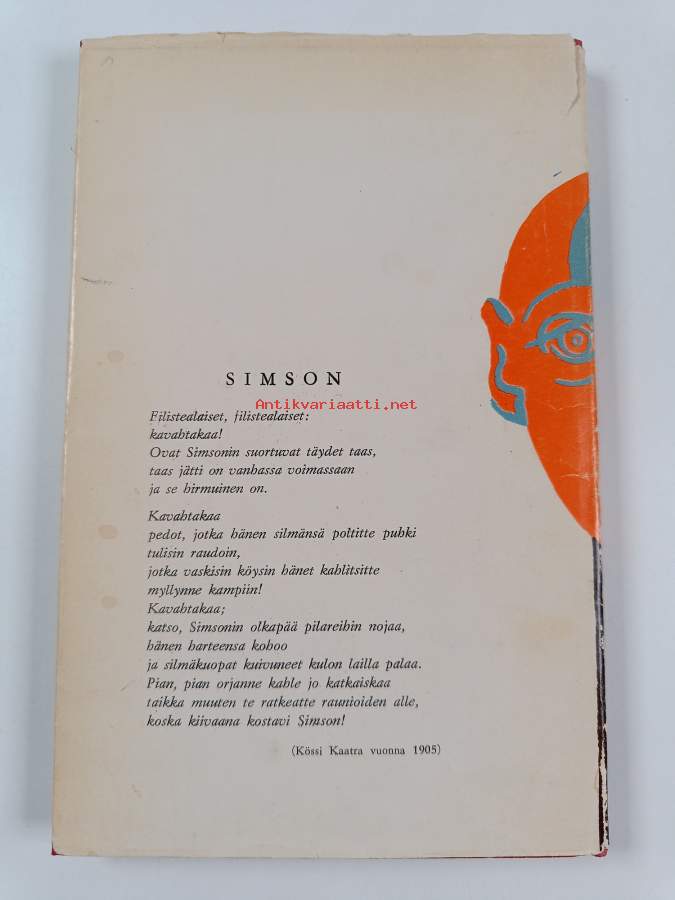 SIMSON
Antikvariaatti.net
Filistealaiset, filistealaiset:
kavahtakaa!
Ovat Simsonin suortuvat täydet taas,
taas jätti on vanhassa voimassaan
ja se hirmuinen on.
Kavahtakaa
pedot, jotka hänen silmänsä poltitte puhki
tulisin raudoin,
jotka vaskisin köysin hänet kahlitsitte
myllynne kampiin!
Kavahtakaa;
katso, Simsonin olkapää pilareihin nojaa,
hänen harteensa kohoo
ja silmäkuopat kuivuneet kulon lailla palaa.
Pian, pian orjanne kahle jo katkaiskaa
taikka muuten te ratkeatte raunioiden alle,
koska kiivaana kostavi Simson!
(Kössi Kaatra vuonna 1905)